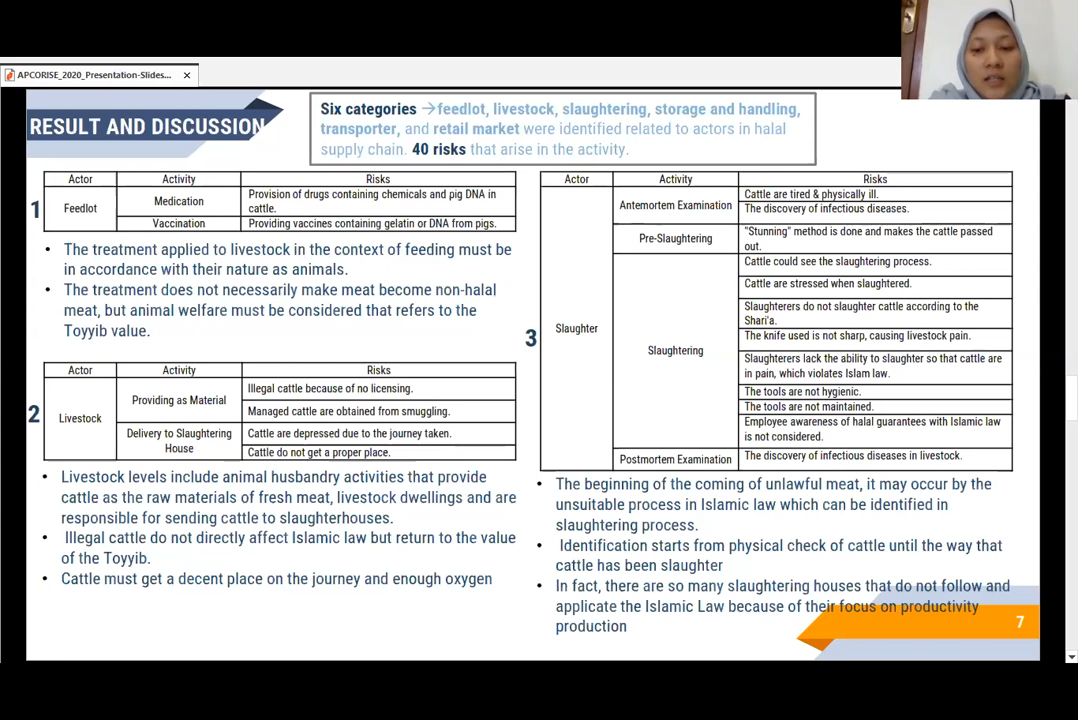 APCORISE_2020_Presentation-Slides...
RESULT AND DISCUSSION
Six categories →feedlot, livestock, slaughtering, storage and handling,
transporter, and retail market were identified related to actors in halal
supply chain. 40 risks that arise in the activity.
1
Actor Activity Risks
Feedlot
Medication
Provision of drugs containing chemicals and pig DNA in
cattle.
Vaccination Providing vaccines containing gelatin or DNA from pigs.
• The treatment applied to livestock in the context of feeding must be
in accordance with their nature as animals.
• The treatment does not necessarily make meat become non-halal
meat, but animal welfare must be considered that refers to the
Toyyib value.
2
Actor Activity Risks
Livestock
Providing as Material
Illegal cattle because of no licensing.
Managed cattle are obtained from smuggling.
Delivery to Slaughtering
House
Cattle are depressed due to the journey taken.
Cattle do not get a proper place.
• Livestock levels include animal husbandry activities that provide
cattle as the raw materials of fresh meat, livestock dwellings and are
responsible for sending cattle to slaughterhouses.
• Illegal cattle do not directly affect Islamic law but return to the value
of the Toyyib.
• Cattle must get a decent place on the journey and enough oxygen
3
Actor Activity Risks
Slaughter
Antemortem Examination
Cattle are tired & physically ill.
The discovery of infectious diseases.
Pre-Slaughtering
"Stunning" method is done and makes the cattle passed
out.
Slaughtering
Cattle could see the slaughtering process.
Cattle are stressed when slaughtered.
Slaughterers do not slaughter cattle according to the
Shari'a.
The knife used is not sharp, causing livestock pain.
Slaughterers lack the ability to slaughter so that cattle are
in pain, which violates Islam law.
The tools are not hygienic.
The tools are not maintained.
Employee awareness of halal guarantees with Islamic law
is not considered.
Postmortem Examination The discovery of infectious diseases in livestock.
• The beginning of the coming of unlawful meat, it may occur by the
unsuitable process in Islamic law which can be identified in
slaughtering process.
• Identification starts from physical check of cattle until the way that
cattle has been slaughter
• In fact, there are so many slaughtering houses that do not follow and
applicate the Islamic Law because of their focus on productivity
production
7